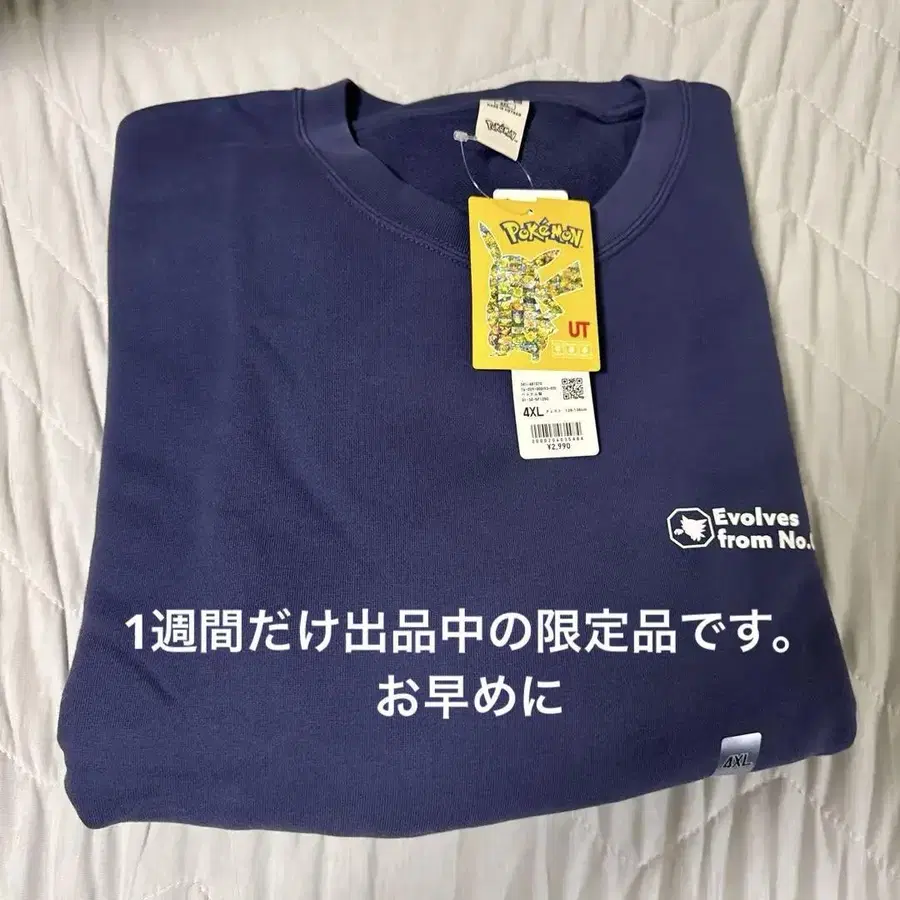 Pokémon
POKéMON
UT
4XL
¥2,990
Evolves
from No.
1週間だけ出品中の限定品です。
お早めに
4XL